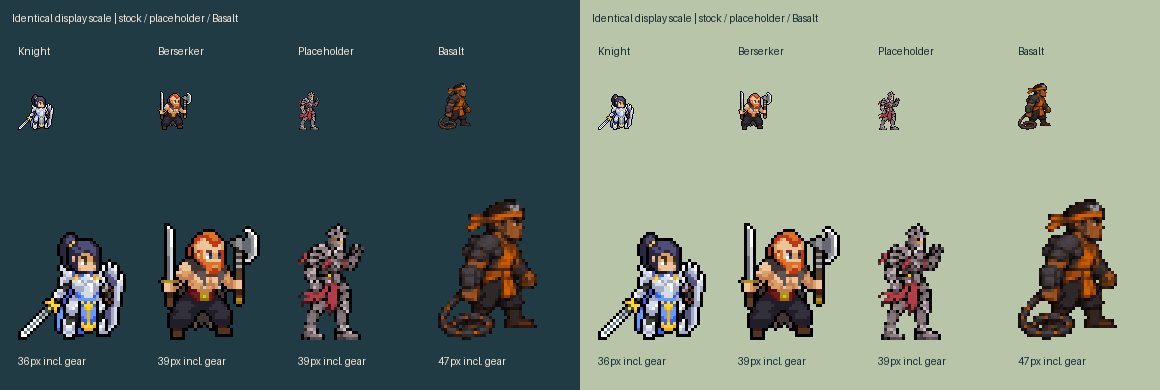 Identical display scale | stock / placeholder / Basalt
Knight Berserker Placeholder Basalt
36px incl. gear 39px incl. gear 39px incl. gear 47px incl. gear
Identical display scale | stock / placeholder / Basalt
Knight Berserker Placeholder Basalt
36px incl. gear 39px incl. gear 39px incl. gear 47px incl. gear